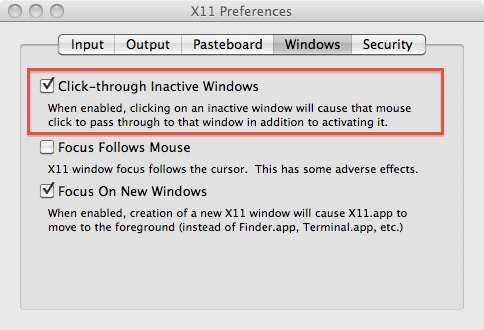 X11 Preferences
Input Output Pasteboard Windows Security
Click-through Inactive Windows
When enabled, clicking on an inactive window will cause that mouse
click to pass through to that window in addition to activating it.
Focus Follows Mouse
X11 window focus follows the cursor.  This has some adverse effects.
Focus On New Windows
When enabled, creation of a new X11 window will cause X11.app to
move to the foreground (instead of Finder.app, Terminal.app, etc.)